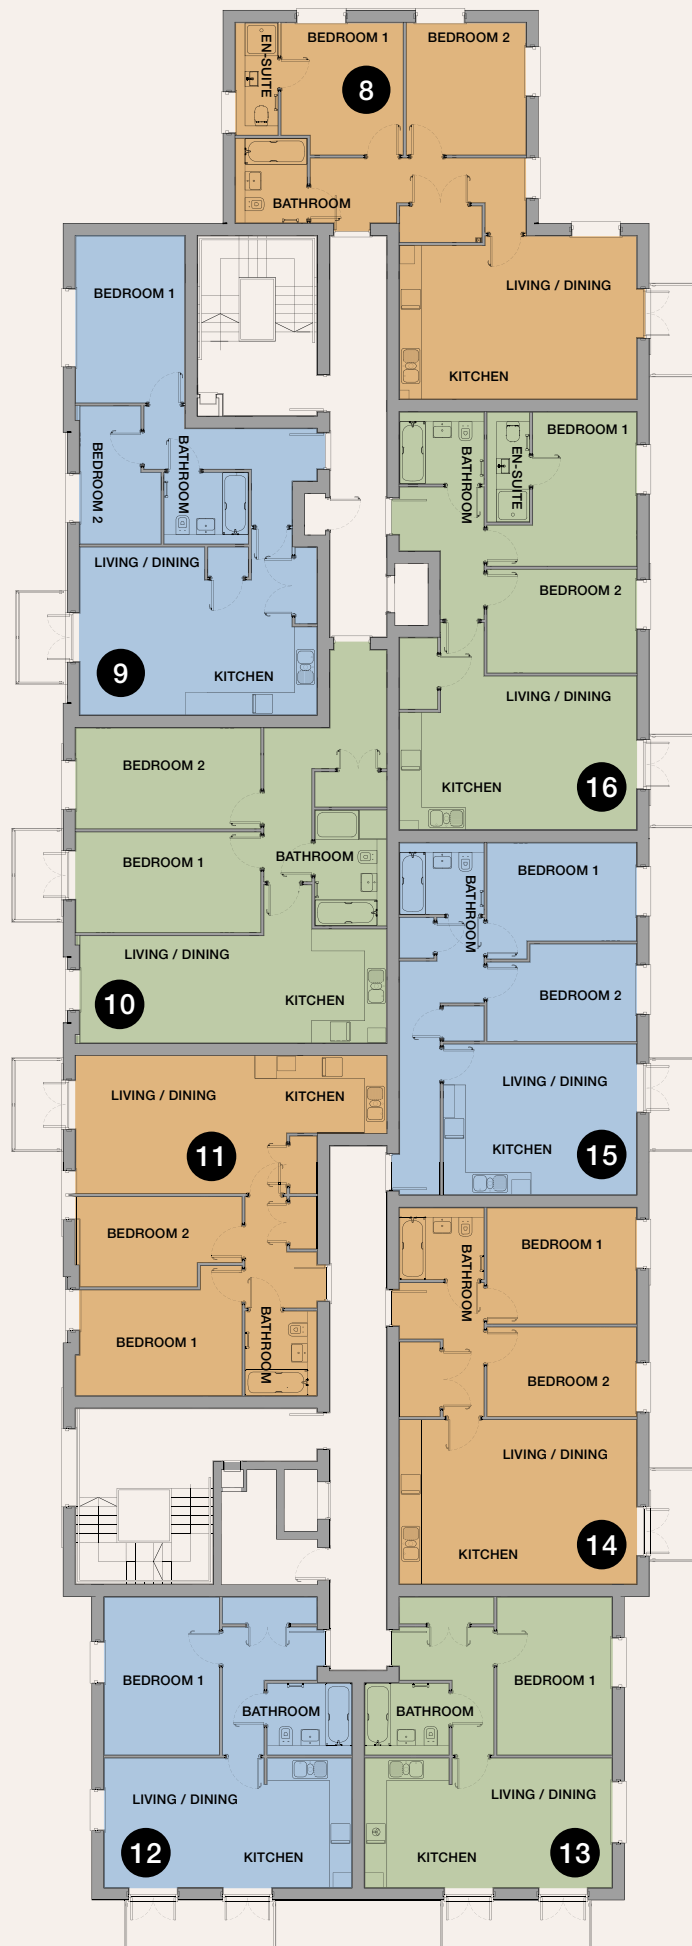 BEDROOM 1
BEDROOM 2
EN-SUITE
8
BATHROOM
LIVING / DINING
KITCHEN
BEDROOM 1
BEDROOM 2
BATHROOM
LIVING / DINING
9
KITCHEN
BATHROOM
EN-SUITE
BEDROOM 1
BEDROOM 2
LIVING / DINING
KITCHEN
16
BEDROOM 2
BEDROOM 1
BATHROOM
LIVING / DINING
10
KITCHEN
BATHROOM
BEDROOM 1
BEDROOM 2
LIVING / DINING
KITCHEN
15
LIVING / DINING
KITCHEN
11
BEDROOM 2
BEDROOM 1
BATHROOM
BATHROOM
BEDROOM 1
BEDROOM 2
LIVING / DINING
KITCHEN
14
BEDROOM 1
BATHROOM
LIVING / DINING
12
KITCHEN
BEDROOM 1
BATHROOM
LIVING / DINING
KITCHEN
13